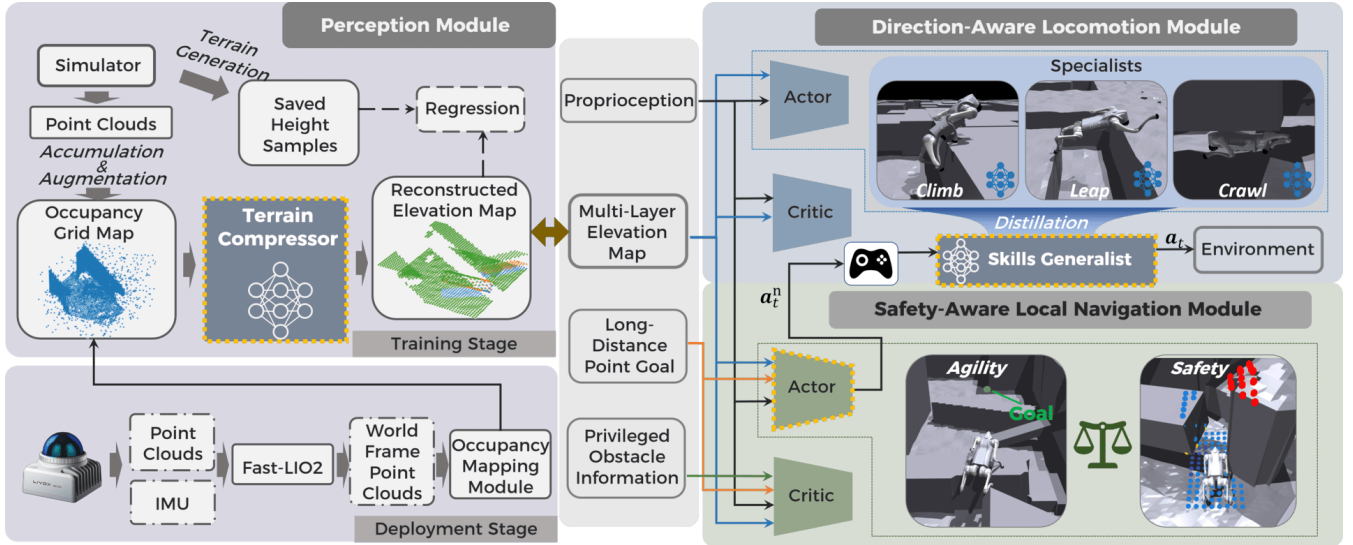 Perception Module
Simulator
Terrain
Generation
Point Clouds
Accumulation
&
Augmentation
Saved
Height
Samples
Regression
Occupancy
Grid Map
Terrain
Compressor
Reconstructed
Elevation Map
Training Stage
LIVOX
Point
Clouds
IMU
Fast-LIO2
World
Frame
Point
Clouds
Occupancy
Mapping
Module
Deployment Stage
Proprioception
Multi-Layer
Elevation
Map
Long-
Distance
Point Goal
Privileged
Obstacle
Information
Direction-Aware Locomotion Module
Actor
Critic
Specialists
Climb
Leap
Crawl
Distillation
Skills Generalist
a_t
Environment
a_t^n
Safety-Aware Local Navigation Module
Actor
Critic
Agility
Goal
Safety